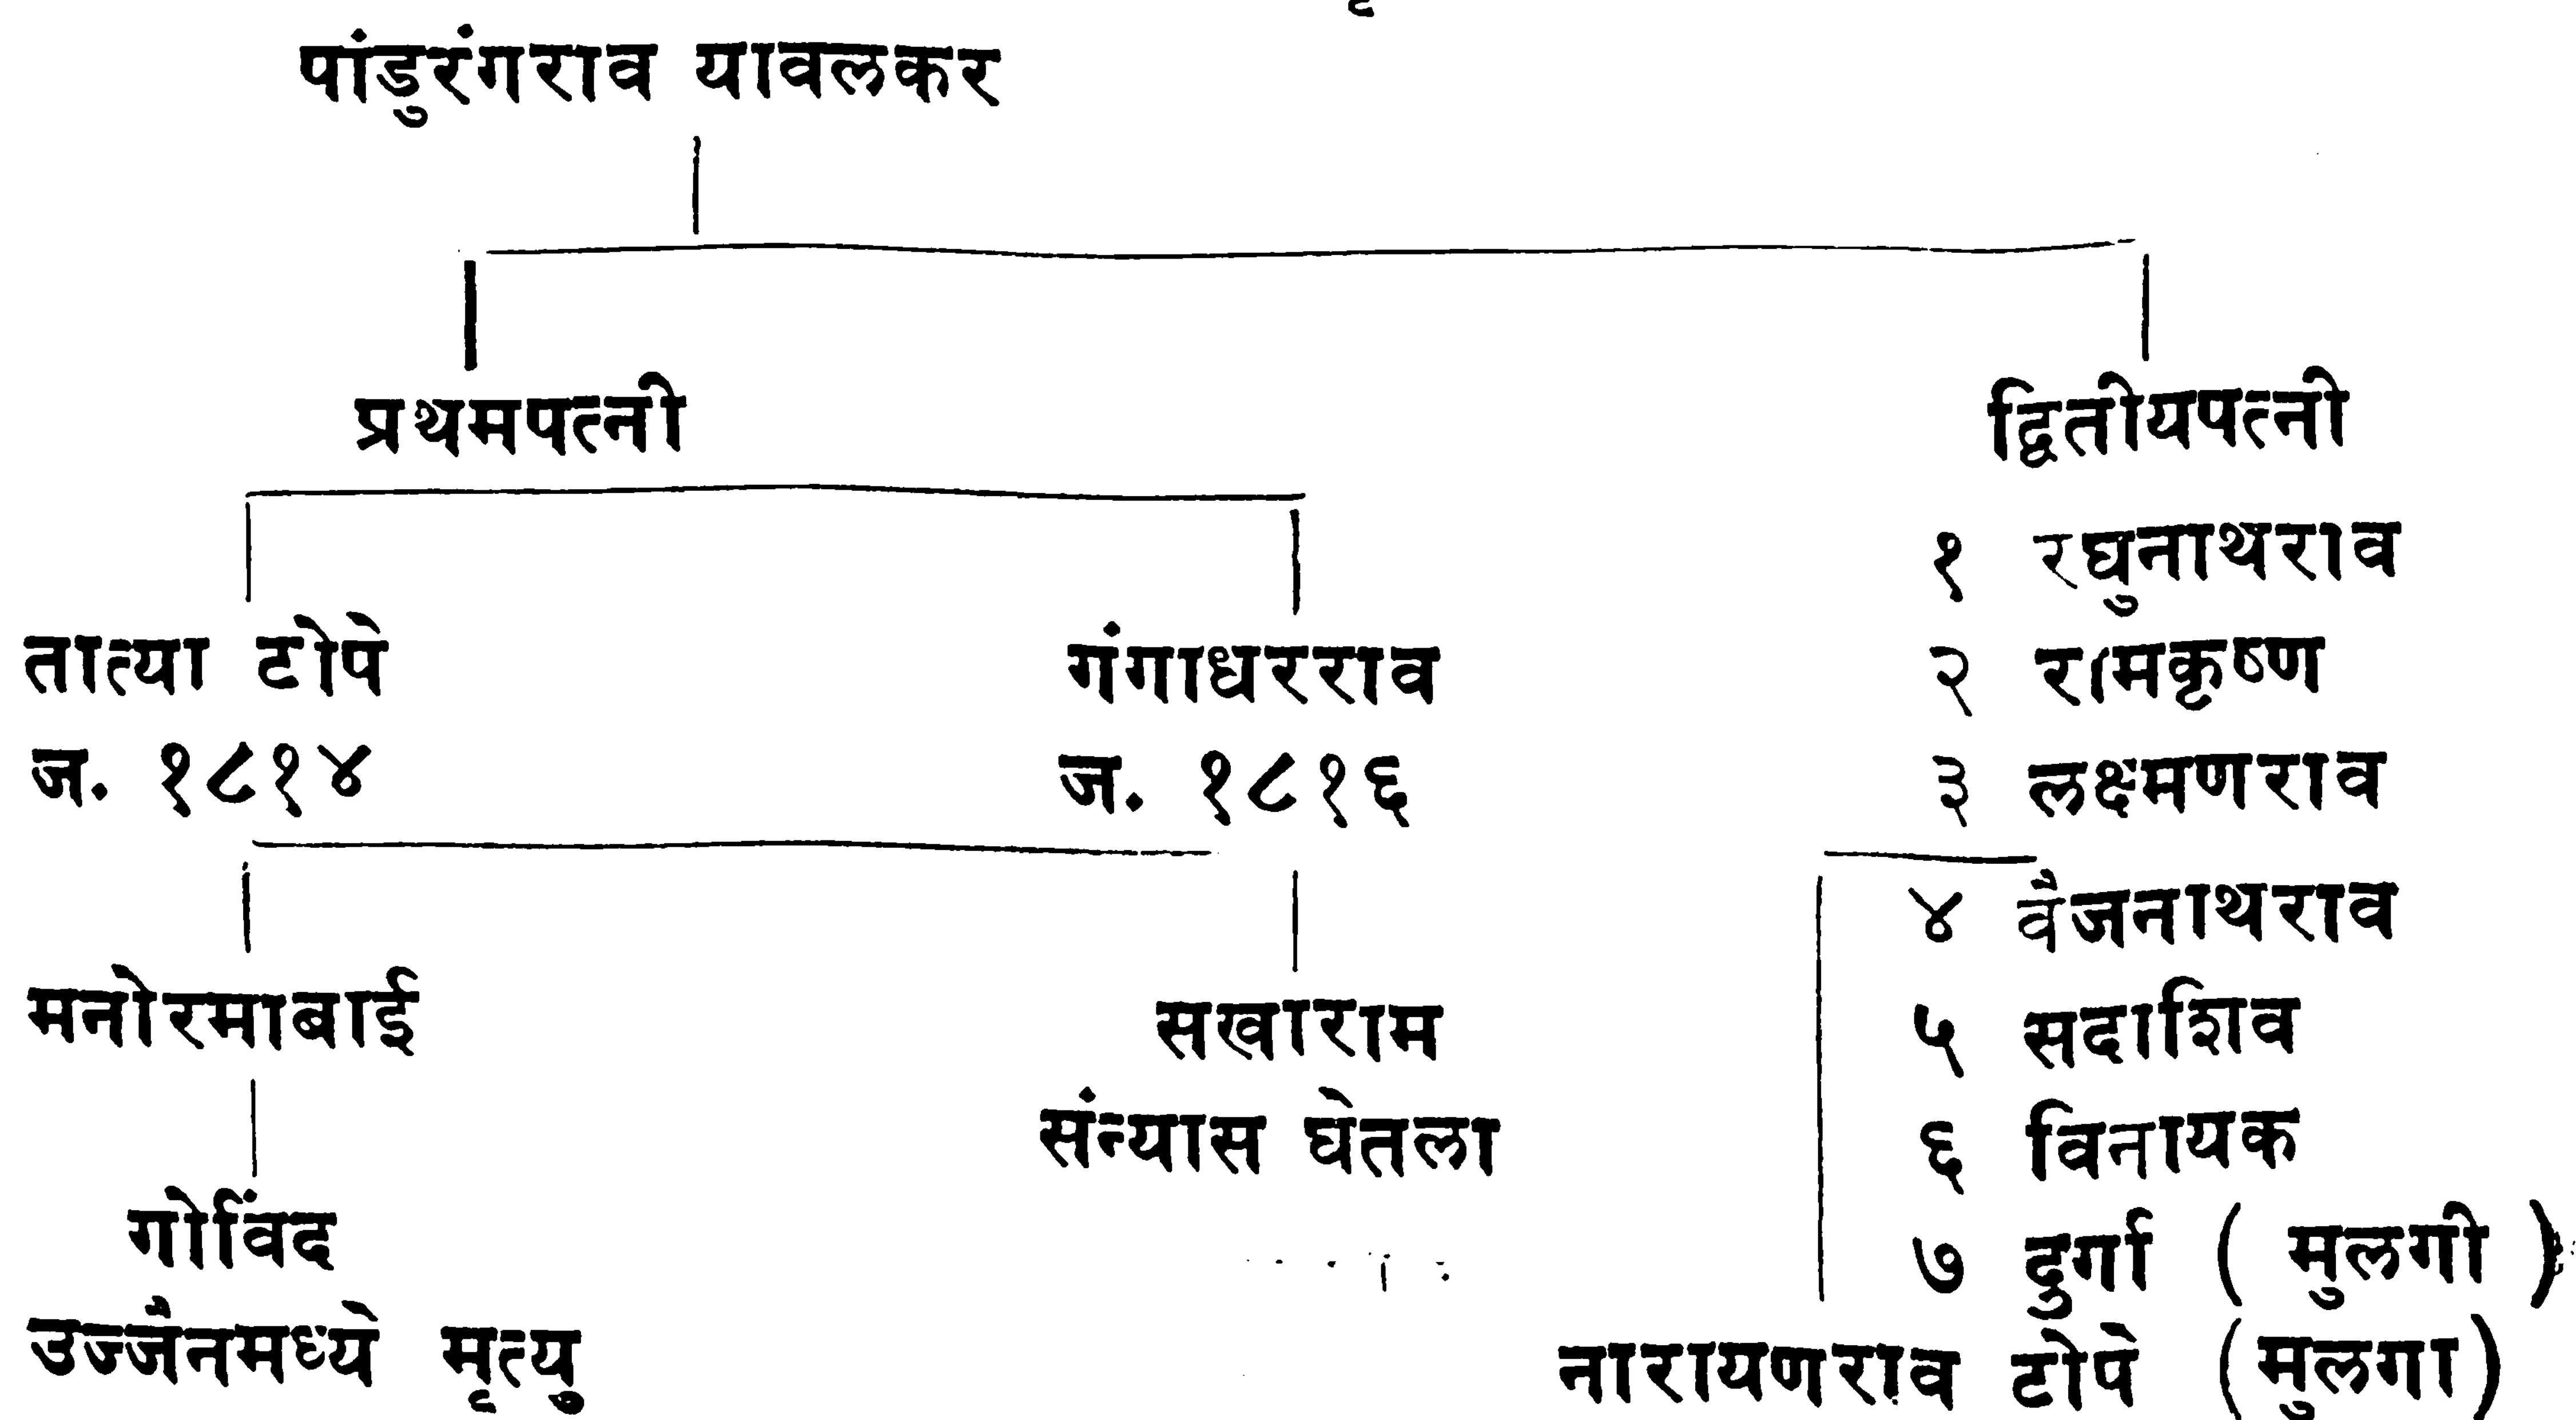 पांडुरंगराव यावलकर
प्रथमपत्नी
द्वितीयपत्नी
१ रघुनाथराव
२ रामकृष्ण
३ लक्ष्मणराव
४ वैजनाथराव
५ सदाशिव
६ विनायक
७ दुर्गा ( मुलगी )
नारायणराव टोपे (मुलगा)
तात्या टोपे
ज. १८१४
गंगाधरराव
ज. १८१६
मनोरमाबाई
सखाराम
संन्यास घेतला
गोविंद
उज्जैनमध्ये मृत्यु